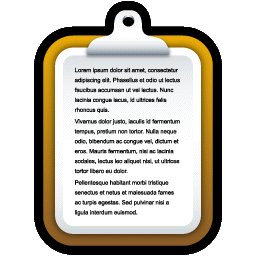 Lorem ipsum dolor sit amet, consectetur
adipiscing elit. Phasellus et odio ut lectus
faucibus accumsan ut vel lectus. Nunc
lacinia congue lacus, id ultrices felis
rhoncus non.
Vivamus dolor justo, iaculis id fermentum
tempus, pretium non tortor. Nulla odio
nunc, bibendum ac congue vel, dictum et
eros. Mauris fermentum, nisi ac lacinia
sodales, lectus leo aliquet nisi, ut ultrices
tortor libero eu dolor.
Pellentesque habitant morbi tristique
senectus et netus et malesuada fames
ac turpis egestas. Sed pulvinar nisi a
ligula interdum euismod.